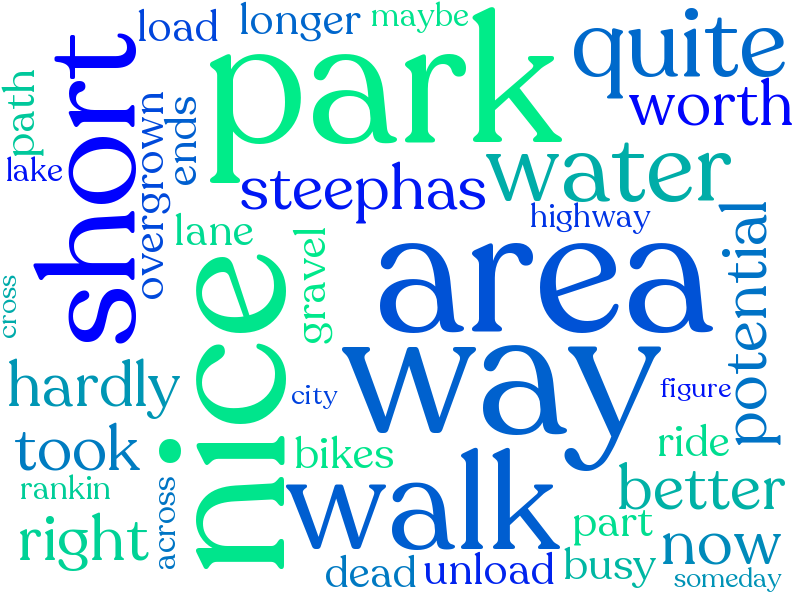 load
longer
maybe
park
quite
worth
short
path
lake
overgrown
ends
steephas
water
highway
lane
gravel
area
potential
cross
nice
way
hardly
city
figure
took
bikes
ride
rankin
across
walk
better
right
part
now
dead
unload
busy
someday